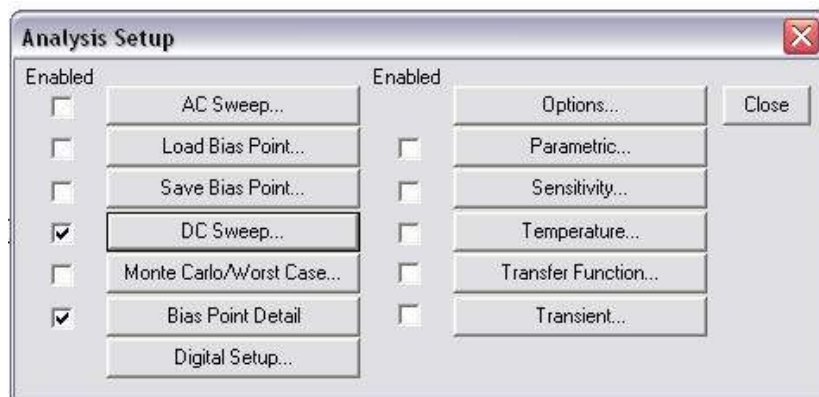 Analysis Setup
Enabled
AC Sweep...
Load Bias Point...
Save Bias Point...
DC Sweep...
Monte Carlo/Worst Case...
Bias Point Detail
Digital Setup...
Enabled
Options...
Parametric...
Sensitivity...
Temperature...
Transfer Function...
Transient...
Close